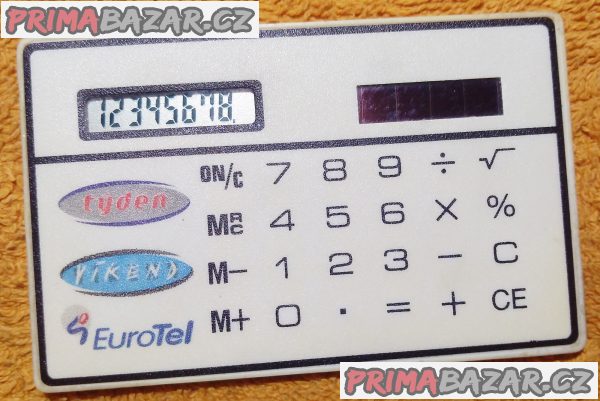 PRIMABAZAR.CZ
12345678.
ON/C 7 8 9 ÷ √
týden
MRC 4 5 6 X %
VÍKEND
M– 1 2 3 – C
EuroTel
M+ 0 . = + CE
PRIMABAZAR.CZ